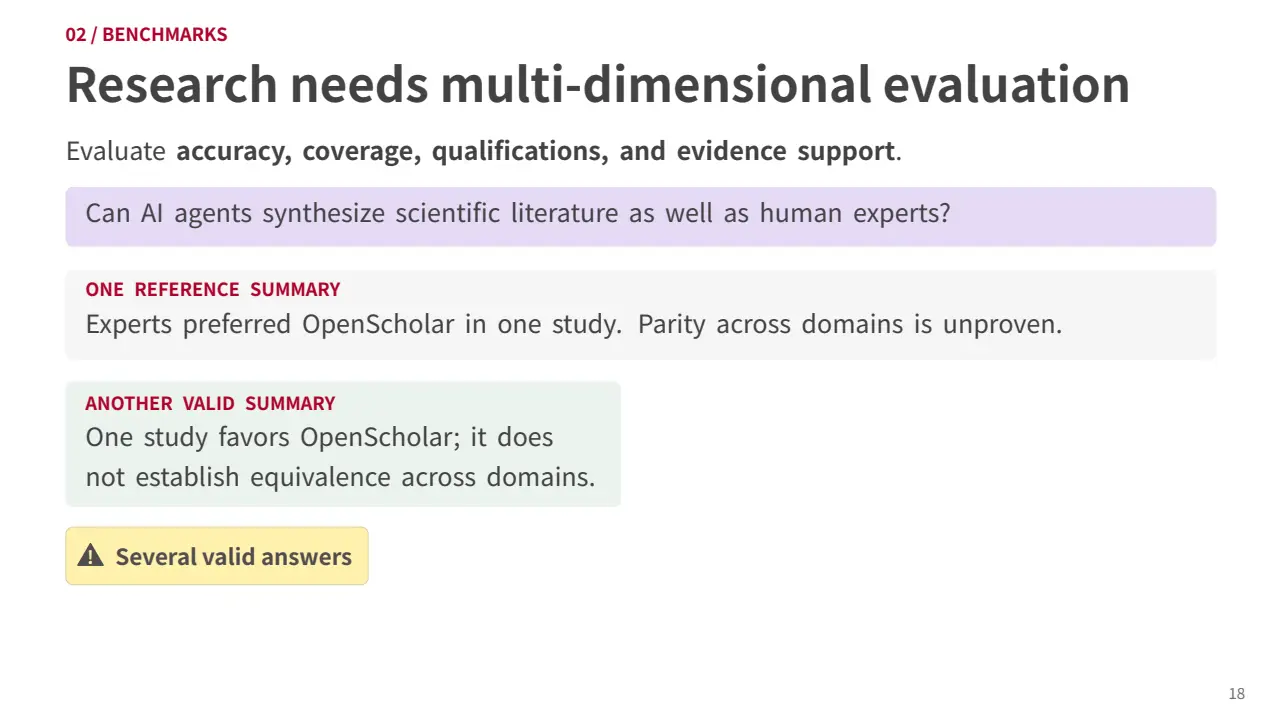 02 / BENCHMARKS
Research needs multi-dimensional evaluation
Evaluate accuracy, coverage, qualifications, and evidence support.
Can AI agents synthesize scientific literature as well as human experts?
ONE REFERENCE SUMMARY
Experts preferred OpenScholar in one study. Parity across domains is unproven.
ANOTHER VALID SUMMARY
One study favors OpenScholar; it does
not establish equivalence across domains.
Several valid answers
18